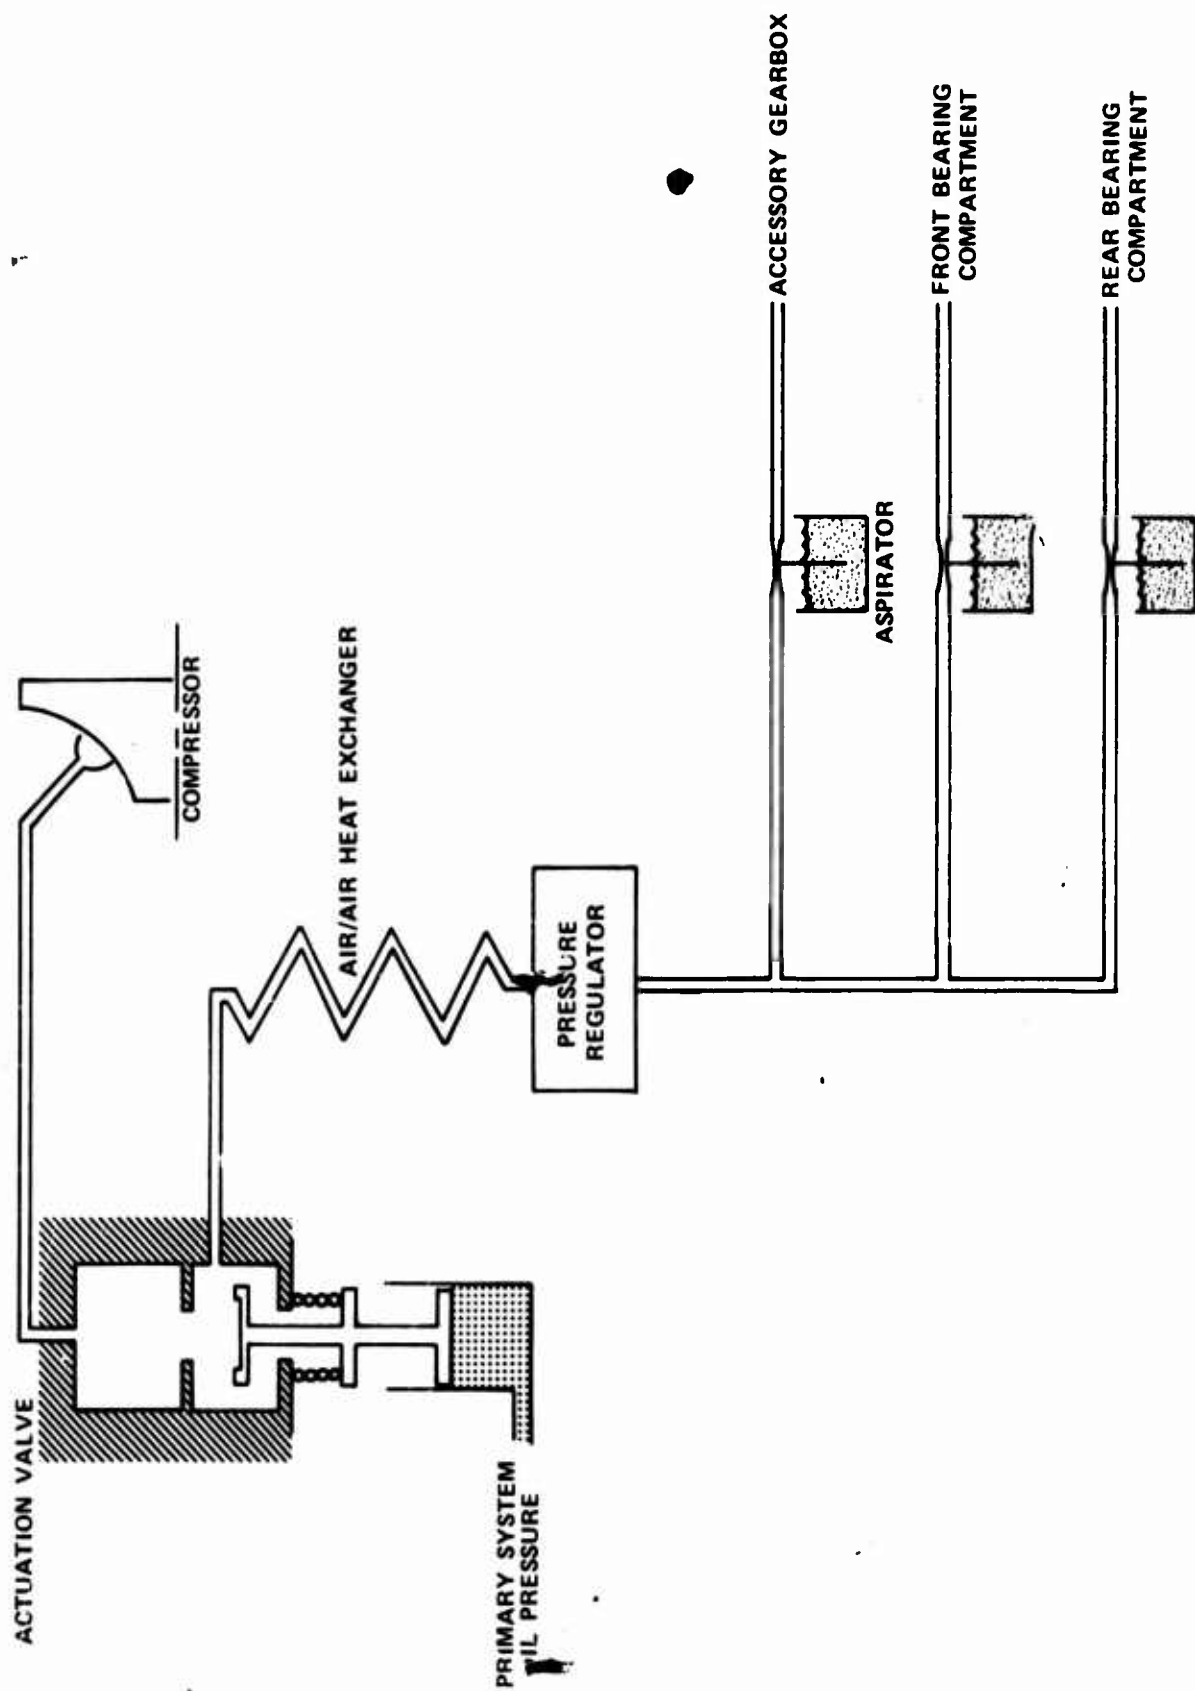 ACTUATION VALVE
COMPRESSOR
AIR/AIR HEAT EXCHANGER
PRIMARY SYSTEM
PRESSURE
PRESSURE
REGULATOR
ASPIRATOR
ACCESSORY GEARBOX
FRONT BEARING
COMPARTMENT
REAR BEARING
COMPARTMENT